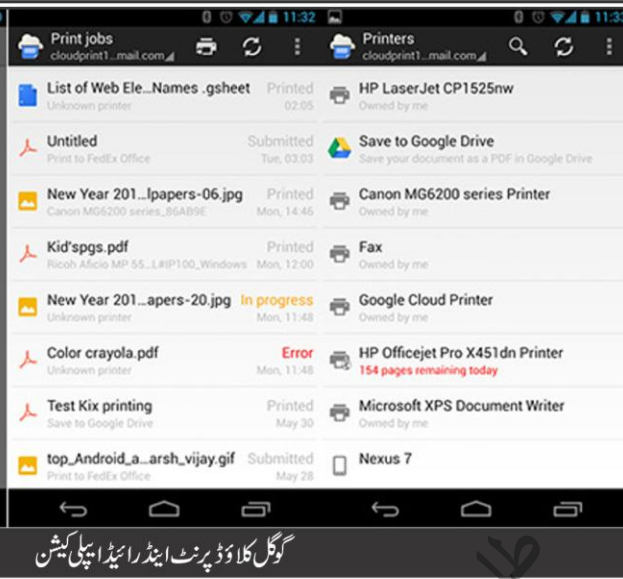 11:32
Print jobs
cloudprint1...mail.com
List of Web Ele...Names .gsheet Printed
Unknown printer 02:05
Untitled Submitted
Print to FedEx Office Tue, 03:03
New Year 201...lpapers-06.jpg Printed
Canon MG6200 series_86AB9E Mon, 14:46
Kid'spgs.pdf Printed
Ricoh Aficio MP 55...L#IP100_Windows Mon, 12:00
New Year 201...apers-20.jpg In progress
Unknown printer Mon, 11:48
Color crayola.pdf Error
Unknown printer Mon, 11:48
Test Kix printing Printed
Save to Google Drive May 30
top_Android_a...arsh_vijay.gif Submitted
Print to FedEx Office May 28
11:33
Printers
cloudprint1...mail.com
HP LaserJet CP1525nw
Owned by me
Save to Google Drive
Save your document as a PDF in Google Drive
Canon MG6200 series Printer
Owned by me
Fax
Owned by me
Google Cloud Printer
Owned by me
HP Officejet Pro X451dn Printer
154 pages remaining today
Microsoft XPS Document Writer
Owned by me
Nexus 7
گوگل کلاؤڈ پرنٹ اینڈرائیڈ ایپلی کیشن